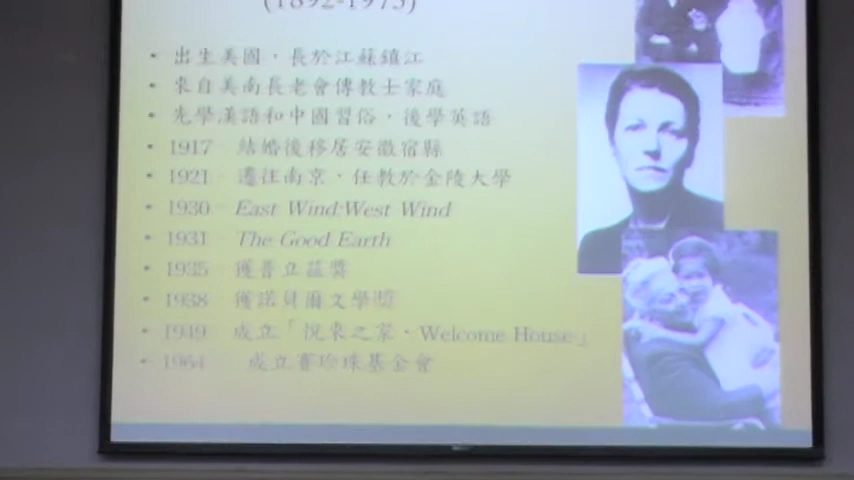 (1892-1973)
• 出生美國，長於江蘇鎮江
• 來自美南長老會傳教士家庭
• 先學漢語和中國習俗，後學英語
• 1917 結婚後移居安徽宿縣
• 1921 遷往南京，任教於金陵大學
• 1930 East Wind:West Wind
• 1931 The Good Earth
• 1935 獲普立茲獎
• 1938 獲諾貝爾文學獎
• 1949 成立「悅來之家，Welcome House」
• 1964 成立賽珍珠基金會